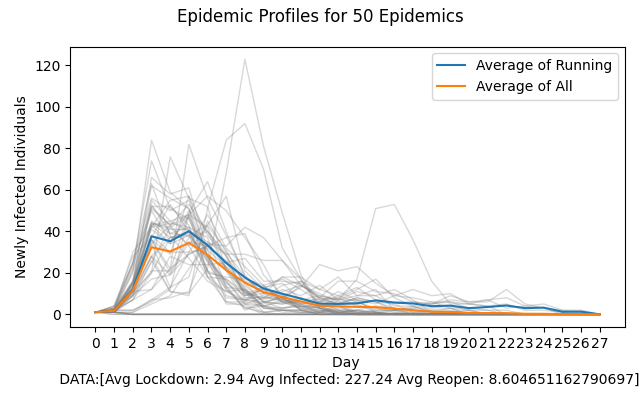 Epidemic Profiles for 50 Epidemics
Average of Running
Average of All
Newly Infected Individuals
120
100
80
60
40
20
0
0 1 2 3 4 5 6 7 8 9 10 11 12 13 14 15 16 17 18 19 20 21 22 23 24 25 26 27
Day
DATA:[Avg Lockdown: 2.94 Avg Infected: 227.24 Avg Reopen: 8.604651162790697]